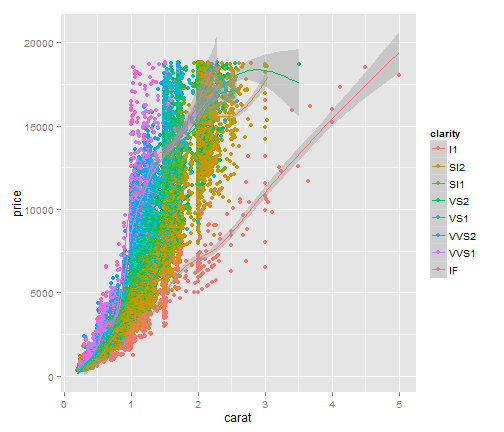 20000
15000
10000
5000
0
price
0
1
2
3
4
5
carat
clarity
I1
SI2
SI1
VS2
VS1
VVS2
VVS1
IF